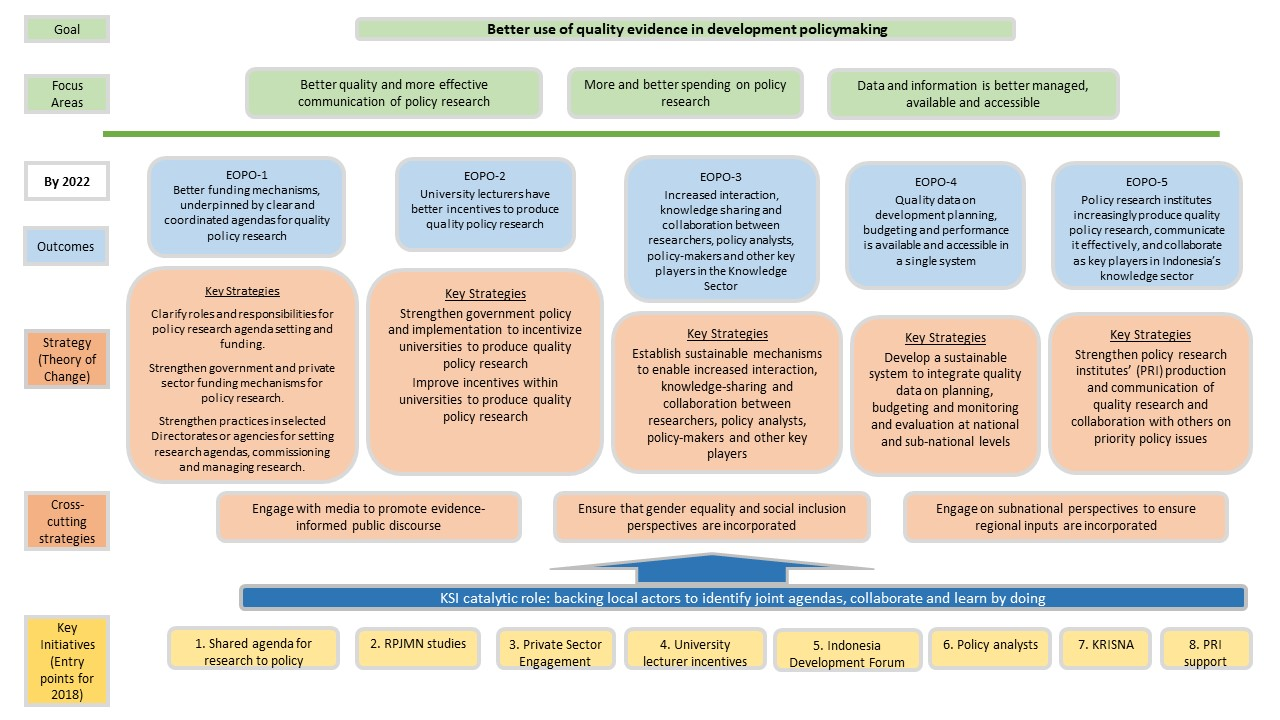 Goal
Better use of quality evidence in development policymaking
Focus
Areas
Better quality and more effective
communication of policy research
More and better spending on policy
research
Data and information is better managed,
available and accessible
By 2022
Outcomes
EOPO-1
Better funding mechanisms,
underpinned by clear and
coordinated agendas for quality
policy research
EOPO-2
University lecturers have
better incentives to produce
quality policy research
EOPO-3
Increased interaction,
knowledge sharing and
collaboration between
researchers, policy analysts,
policy-makers and other key
players in the Knowledge
Sector
EOPO-4
Quality data on
development planning,
budgeting and performance
is available and accessible in
a single system
EOPO-5
Policy research institutes
increasingly produce quality
policy research, communicate
it effectively, and collaborate
as key players in Indonesia's
knowledge sector
Strategy
(Theory of
Change)
Key Strategies
Clarify roles and responsibilities for
policy research agenda setting and
funding.
Strengthen government and private
sector funding mechanisms for
policy research.
Strengthen practices in selected
Directorates or agencies for setting
research agendas, commissioning
and managing research.
Key Strategies
Strengthen government policy
and implementation to incentivize
universities to produce quality
policy research
Improve incentives within
universities to produce quality
policy research
Key Strategies
Establish sustainable mechanisms
to enable increased interaction,
knowledge-sharing and
collaboration between
researchers, policy analysts,
policy-makers and other key
players
Key Strategies
Develop a sustainable
system to integrate quality
data on planning,
budgeting and monitoring
and evaluation at national
and sub-national levels
Key Strategies
Strengthen policy research
institutes' (PRI) production
and communication of
quality research and
collaboration with others on
priority policy issues
Cross-
cutting
strategies
Engage with media to promote evidence-
informed public discourse
Ensure that gender equality and social inclusion
perspectives are incorporated
Engage on subnational perspectives to ensure
regional inputs are incorporated
KSI catalytic role: backing local actors to identify joint agendas, collaborate and learn by doing
Key
Initiatives
(Entry
points for
2018)
1. Shared agenda for
research to policy
2. RPJMN studies
3. Private Sector
Engagement
4. University
lecturer incentives
5. Indonesia
Development Forum
6. Policy analysts
7. KRISNA
8. PRI
support